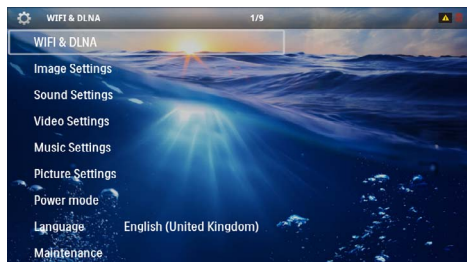 WIFI & DLNA 1/9
WIFI & DLNA
Image Settings
Sound Settings
Video Settings
Music Settings
Picture Settings
Power mode
Language English (United Kingdom)
Maintenance